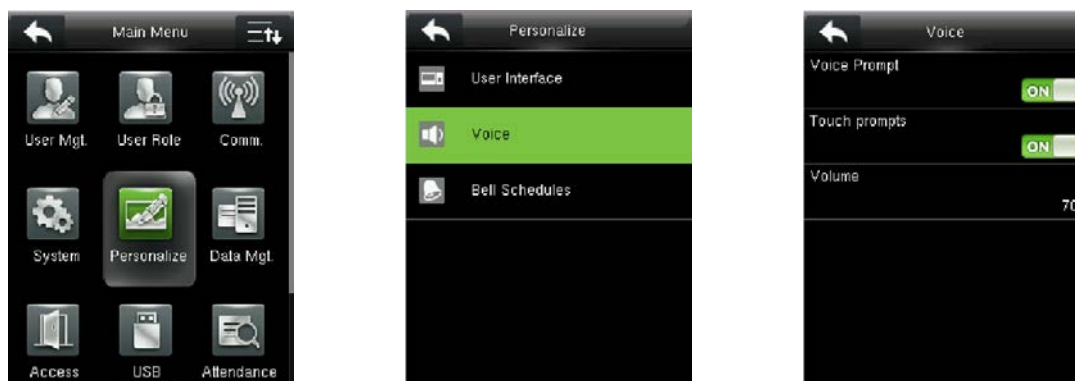 Main Menu
User Mgt.
User Role
Comm.
System
Personalize
Data Mgt.
Access
USB
Attendance
Personalize
User Interface
Voice
Bell Schedules
Voice
Voice Prompt
ON
Touch prompts
ON
Volume
70